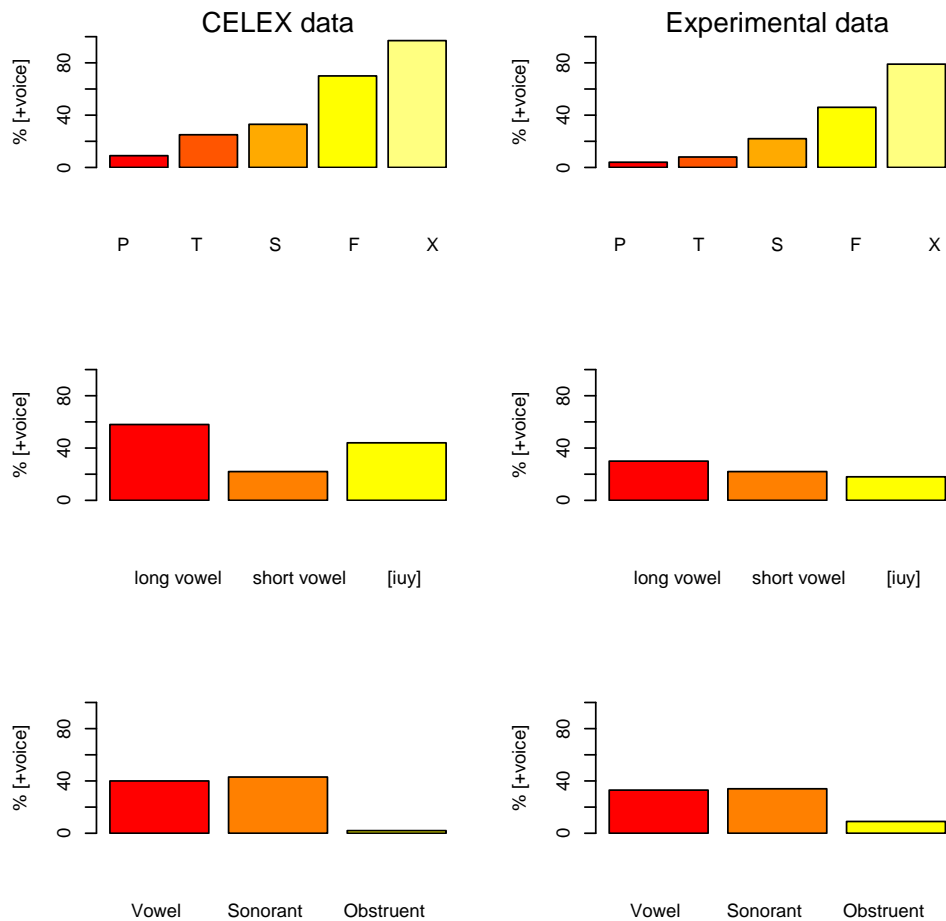 CELEX data
Experimental data
% [+voice]
0 40 80
P T S F X
% [+voice]
0 40 80
P T S F X
% [+voice]
0 40 80
long vowel short vowel [iuy]
% [+voice]
0 40 80
long vowel short vowel [iuy]
% [+voice]
0 40 80
Vowel Sonorant Obstruent
% [+voice]
0 40 80
Vowel Sonorant Obstruent